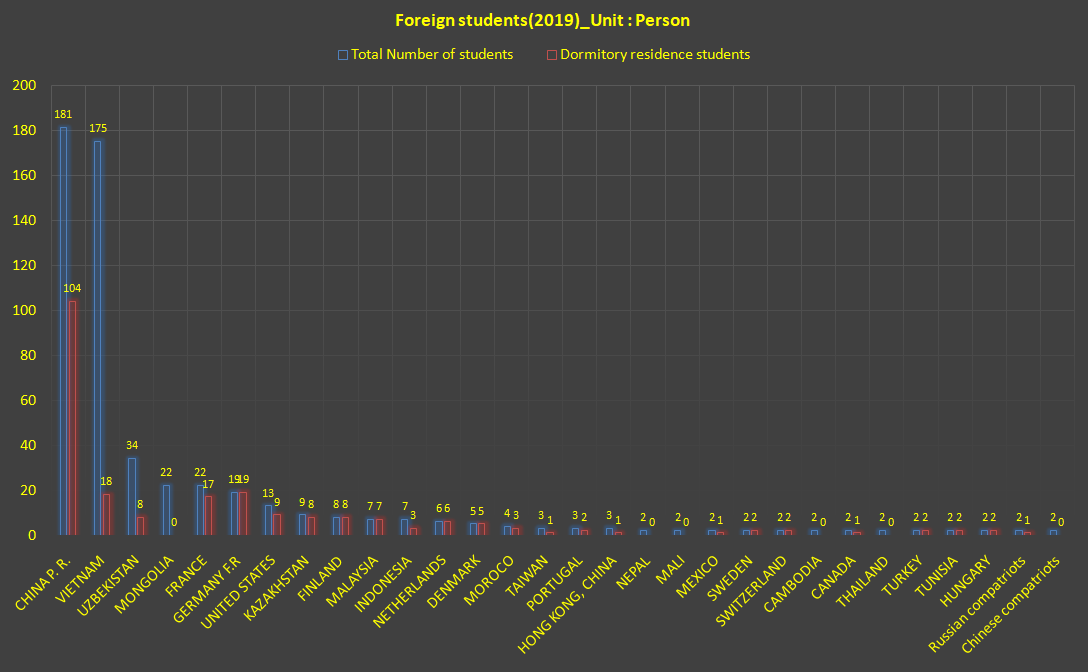 Foreign students(2019)_Unit : Person
Total Number of students
Dormitory residence students
200
180
160
140
120
100
80
60
40
20
0
181
104
175
18
34
8
22
0
22
17
19
19
13
9
9
8
8
8
7
7
7
3
6
6
5
5
4
3
3
1
3
2
3
1
2
0
2
0
2
1
2
2
2
2
2
0
2
1
2
0
2
2
2
2
2
2
2
1
2
0
CHINA P. R.
VIETNAM
UZBEKISTAN
MONGOLIA
FRANCE
GERMANY F.R
UNITED STATES
KAZAKHSTAN
FINLAND
MALAYSIA
INDONESIA
NETHERLANDS
DENMARK
MOROCO
TAIWAN
PORTUGAL
HONG KONG, CHINA
NEPAL
MALI
MEXICO
SWEDEN
SWITZERLAND
CAMBODIA
CANADA
THAILAND
TURKEY
TUNISIA
HUNGARY
Russian compatriots
Chinese compatriots